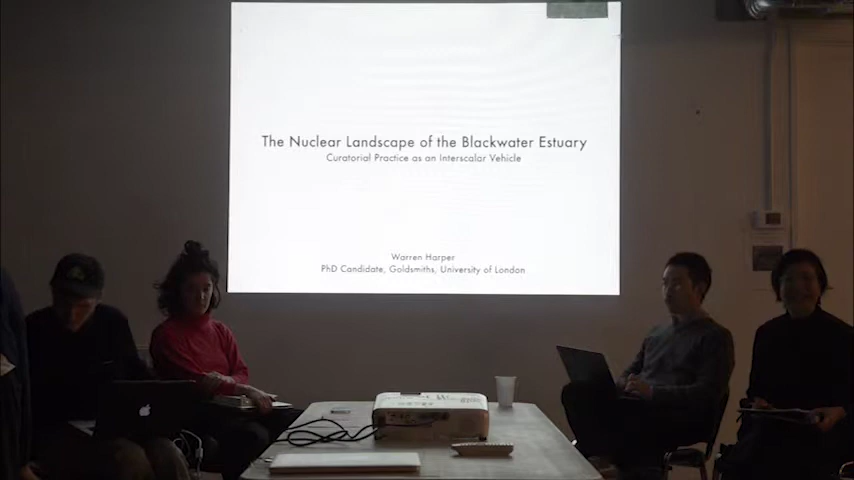 The Nuclear Landscape of the Blackwater Estuary
Curatorial Practice as an Interscalar Vehicle
Warren Harper
PhD Candidate, Goldsmiths, University of London